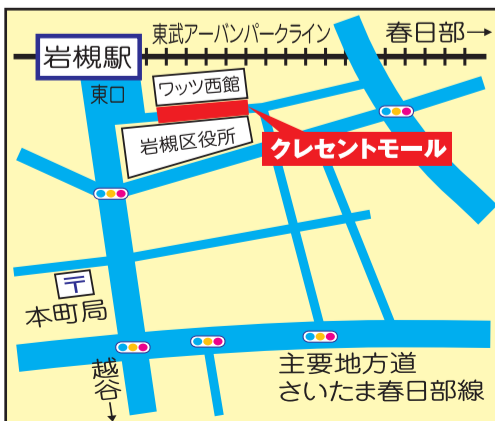 東武アーバンパークライン
春日部→
岩槻駅
東口
ワッツ西館
岩槻区役所
クレセントモール
〒
本町局
越谷↓
主要地方道
さいたま春日部線